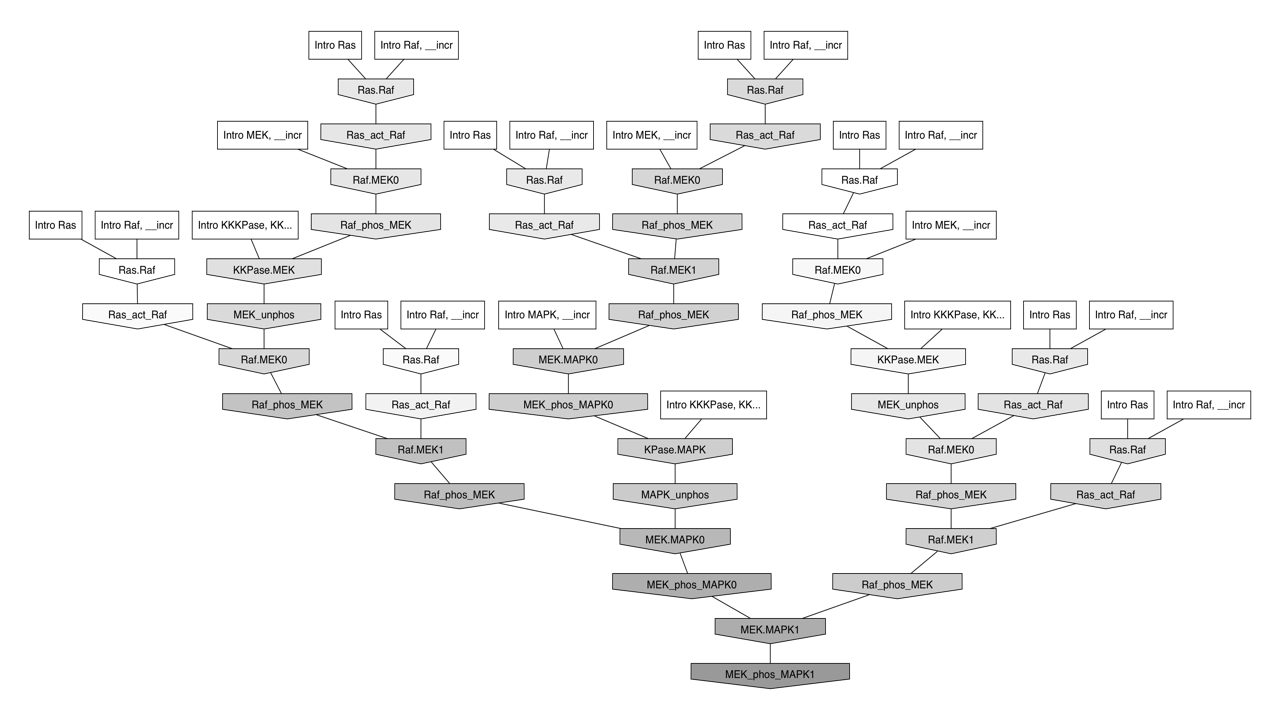 Intro Ras
Intro Raf, __incr
Intro Ras
Intro Raf, __incr
Ras.Raf
Ras.Raf
Intro MEK, __incr
Ras_act_Raf
Intro Ras
Intro Raf, __incr
Intro MEK, __incr
Ras_act_Raf
Intro Ras
Intro Raf, __incr
Raf.MEK0
Ras.Raf
Raf.MEK0
Ras.Raf
Intro Ras
Intro Raf, __incr
Intro KKKPase, KK...
Raf_phos_MEK
Ras_act_Raf
Raf_phos_MEK
Ras_act_Raf
Intro MEK, __incr
Ras.Raf
KKPase.MEK
Raf.MEK1
Raf.MEK0
Ras_act_Raf
MEK_unphos
Intro Ras
Intro Raf, __incr
Intro MAPK, __incr
Raf_phos_MEK
Raf_phos_MEK
Intro KKKPase, KK...
Intro Ras
Intro Raf, __incr
Raf.MEK0
Ras.Raf
MEK.MAPK0
KKPase.MEK
Ras.Raf
Raf_phos_MEK
Ras_act_Raf
MEK_phos_MAPK0
Intro KKKPase, KK...
MEK_unphos
Ras_act_Raf
Intro Ras
Intro Raf, __incr
Raf.MEK1
KPase.MAPK
Raf.MEK0
Ras.Raf
Raf_phos_MEK
MAPK_unphos
Raf_phos_MEK
Ras_act_Raf
MEK.MAPK0
Raf.MEK1
MEK_phos_MAPK0
Raf_phos_MEK
MEK.MAPK1
MEK_phos_MAPK1